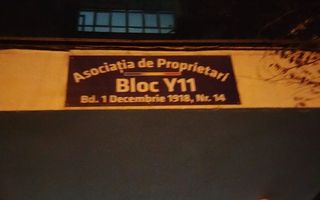 Asociația de Proprietari
Bloc Y11
Bd. 1 Decembrie 1918, Nr. 14